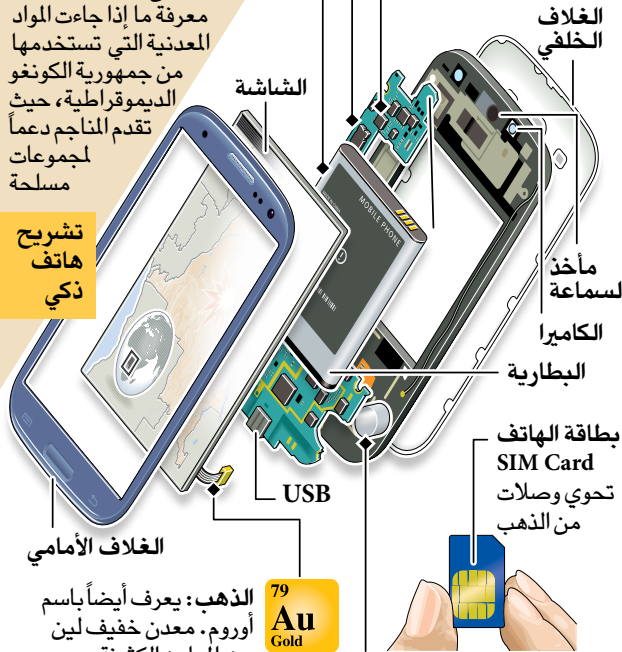 معرفة ما إذا جاءت المواد
المعدنية التي تستخدمها
من جمهورية الكونغو
الديموقراطية، حيث
تقدم المناجم دعماً
لمجموعات
مسلحة
تشريح
هاتف
ذكي
الشاشة
الغلاف
الخلفي
MOBILE PHONE
مأخذ
لسماعة
الكاميرا
البطارية
بطاقة الهاتف
SIM Card
تحوي وصلات
من الذهب
USB
الغلاف الأمامي
79
Au
Gold
الذهب: يعرف أيضاً باسم
أوروم. معدن خفيف لين